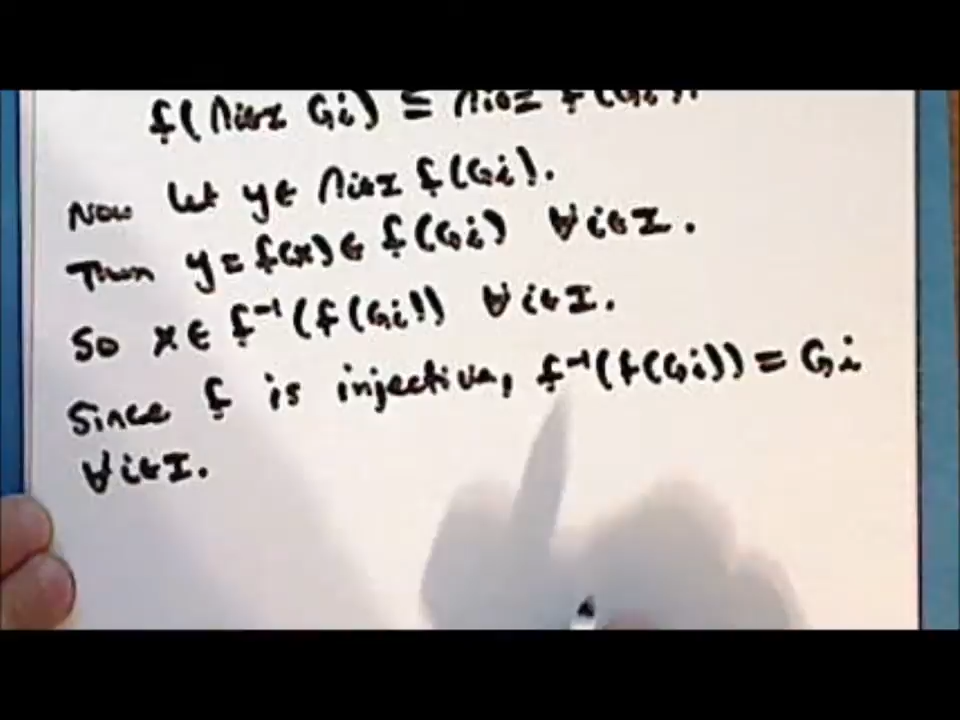 f(∩i∈I Gi) ⊆ ∩i∈I f(Gi).
Now let y∈ ∩i∈I f(Gi).
Then y = f(x) ∈ f(Gi) ∀i∈I.
So x ∈ f⁻¹(f(Gi)) ∀i∈I.
Since f is injective, f⁻¹(f(Gi)) = Gi
∀i∈I.